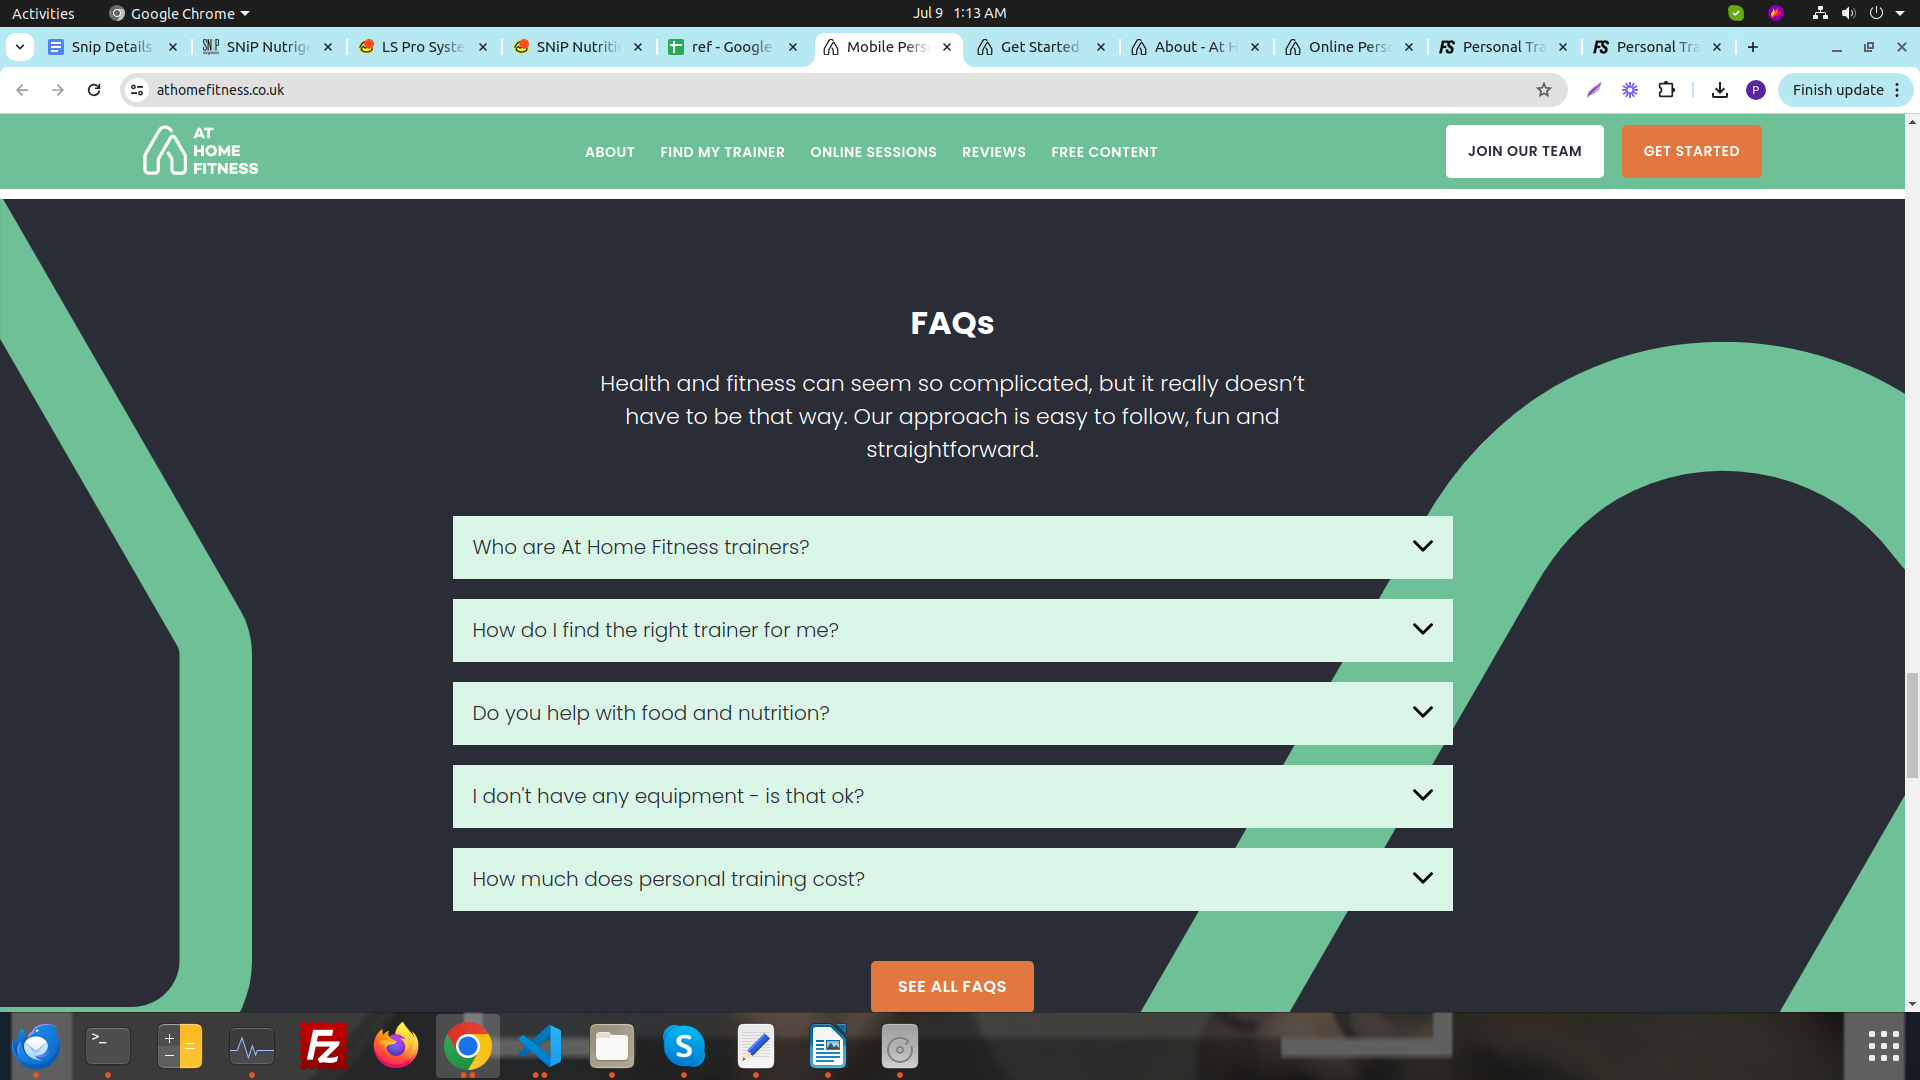 Activities
Google Chrome
Jul 9 1:13 AM
Snip Details
SNiP Nutrige
LS Pro Syste
SNiP Nutriti
ref - Google
Mobile Pers
Get Started
About - At H
Online Pers
Personal Tra
Personal Tra
athomefitness.co.uk
P
Finish update
AT
HOME
FITNESS
ABOUT
FIND MY TRAINER
ONLINE SESSIONS
REVIEWS
FREE CONTENT
JOIN OUR TEAM
GET STARTED
FAQs
Health and fitness can seem so complicated, but it really doesn’t
have to be that way. Our approach is easy to follow, fun and
straightforward.
Who are At Home Fitness trainers?
How do I find the right trainer for me?
Do you help with food and nutrition?
I don't have any equipment - is that ok?
How much does personal training cost?
SEE ALL FAQS